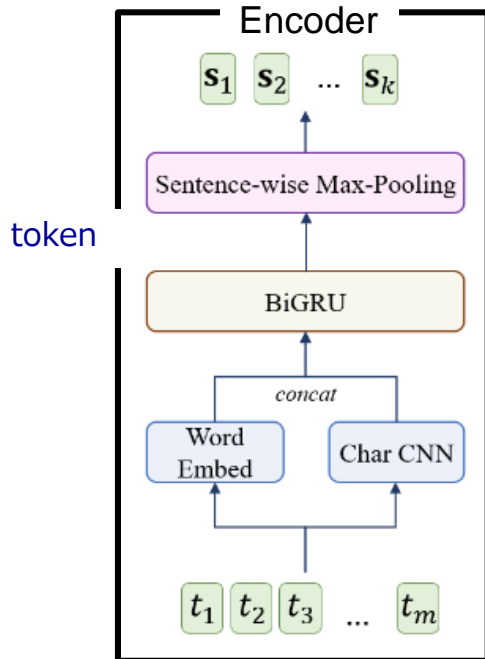 Encoder
s₁ s₂ ... sₖ
Sentence-wise Max-Pooling
token
BiGRU
concat
Word
Embed
Char CNN
t₁ t₂ t₃ ... tₘ